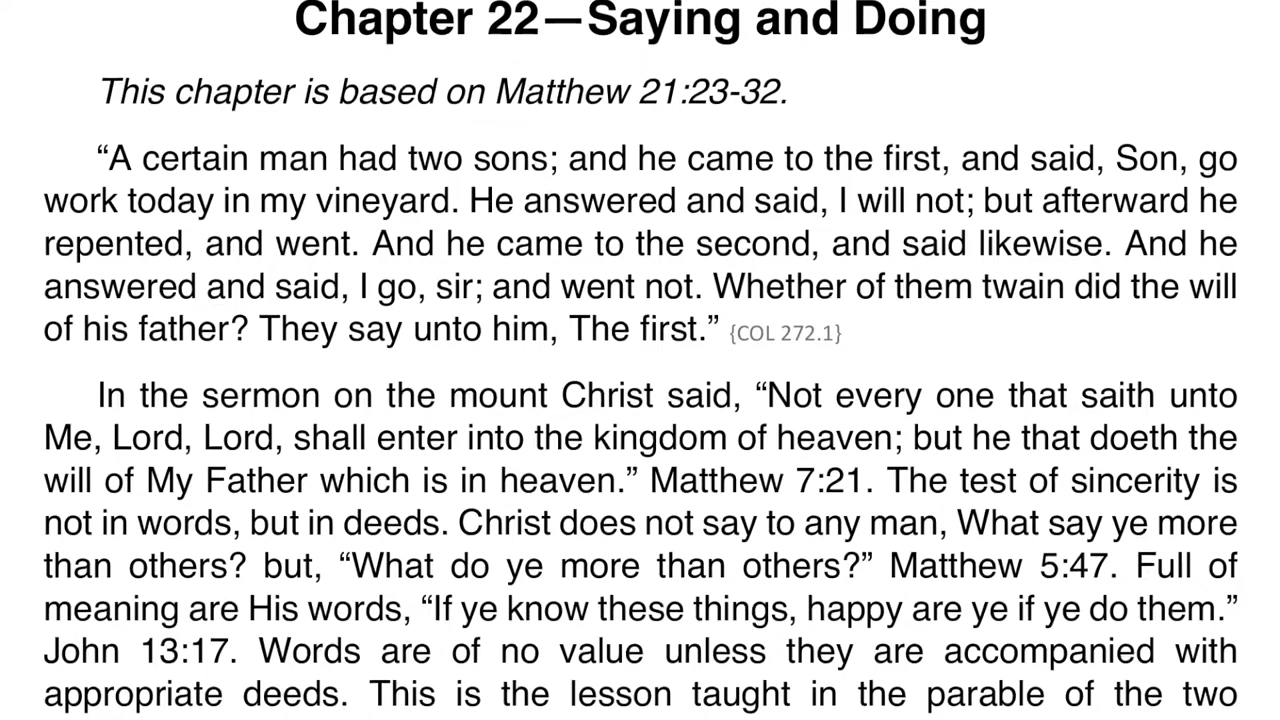 Chapter 22—Saying and Doing
This chapter is based on Matthew 21:23-32.
“A certain man had two sons; and he came to the first, and said, Son, go
work today in my vineyard. He answered and said, I will not; but afterward he
repented, and went. And he came to the second, and said likewise. And he
answered and said, I go, sir; and went not. Whether of them twain did the will
of his father? They say unto him, The first.” {COL 272.1}
In the sermon on the mount Christ said, “Not every one that saith unto
Me, Lord, Lord, shall enter into the kingdom of heaven; but he that doeth the
will of My Father which is in heaven.” Matthew 7:21. The test of sincerity is
not in words, but in deeds. Christ does not say to any man, What say ye more
than others? but, “What do ye more than others?” Matthew 5:47. Full of
meaning are His words, “If ye know these things, happy are ye if ye do them.”
John 13:17. Words are of no value unless they are accompanied with
appropriate deeds. This is the lesson taught in the parable of the two